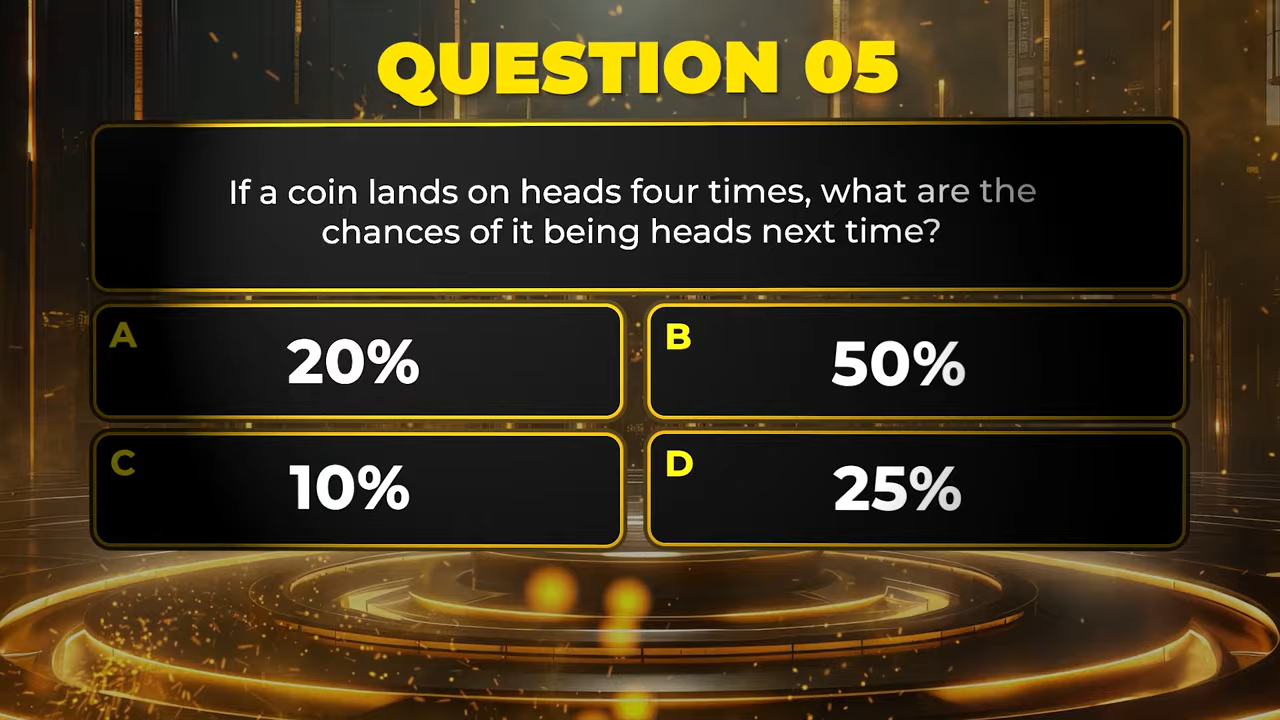 QUESTION 05
If a coin lands on heads four times, what are the
chances of it being heads next time?
A
20%
B
50%
C
10%
D
25%